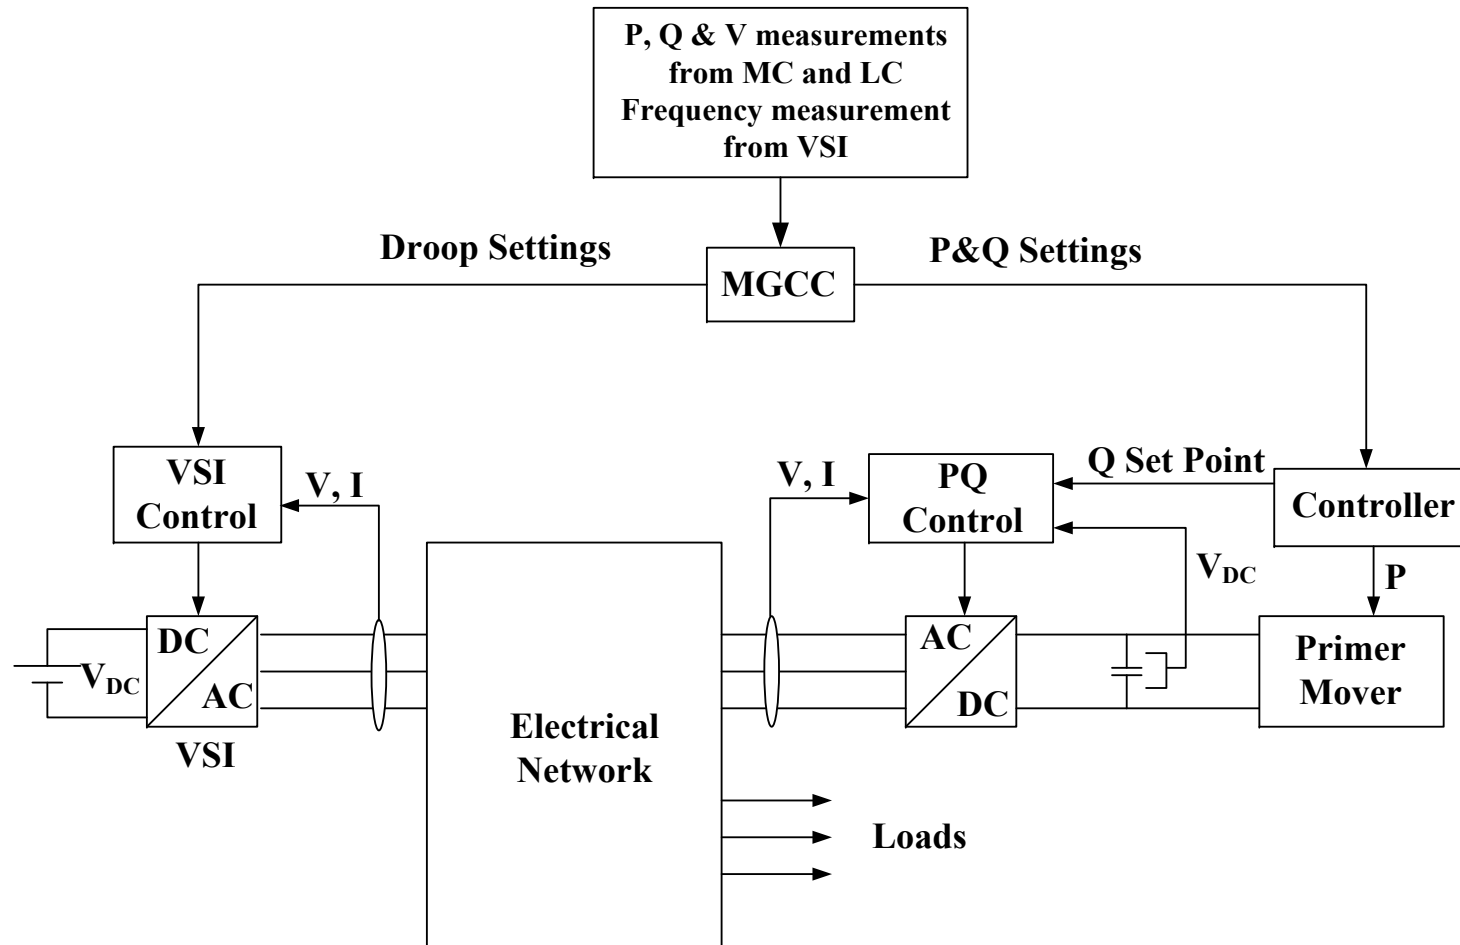 P, Q & V measurements
from MC and LC
Frequency measurement
from VSI
Droop Settings
P&Q Settings
MGCC
VSI
Control
V, I
V, I
PQ
Control
Q Set Point
Controller
VDC
P
DC
AC
VDC
VSI
Electrical
Network
AC
DC
Primer
Mover
Loads